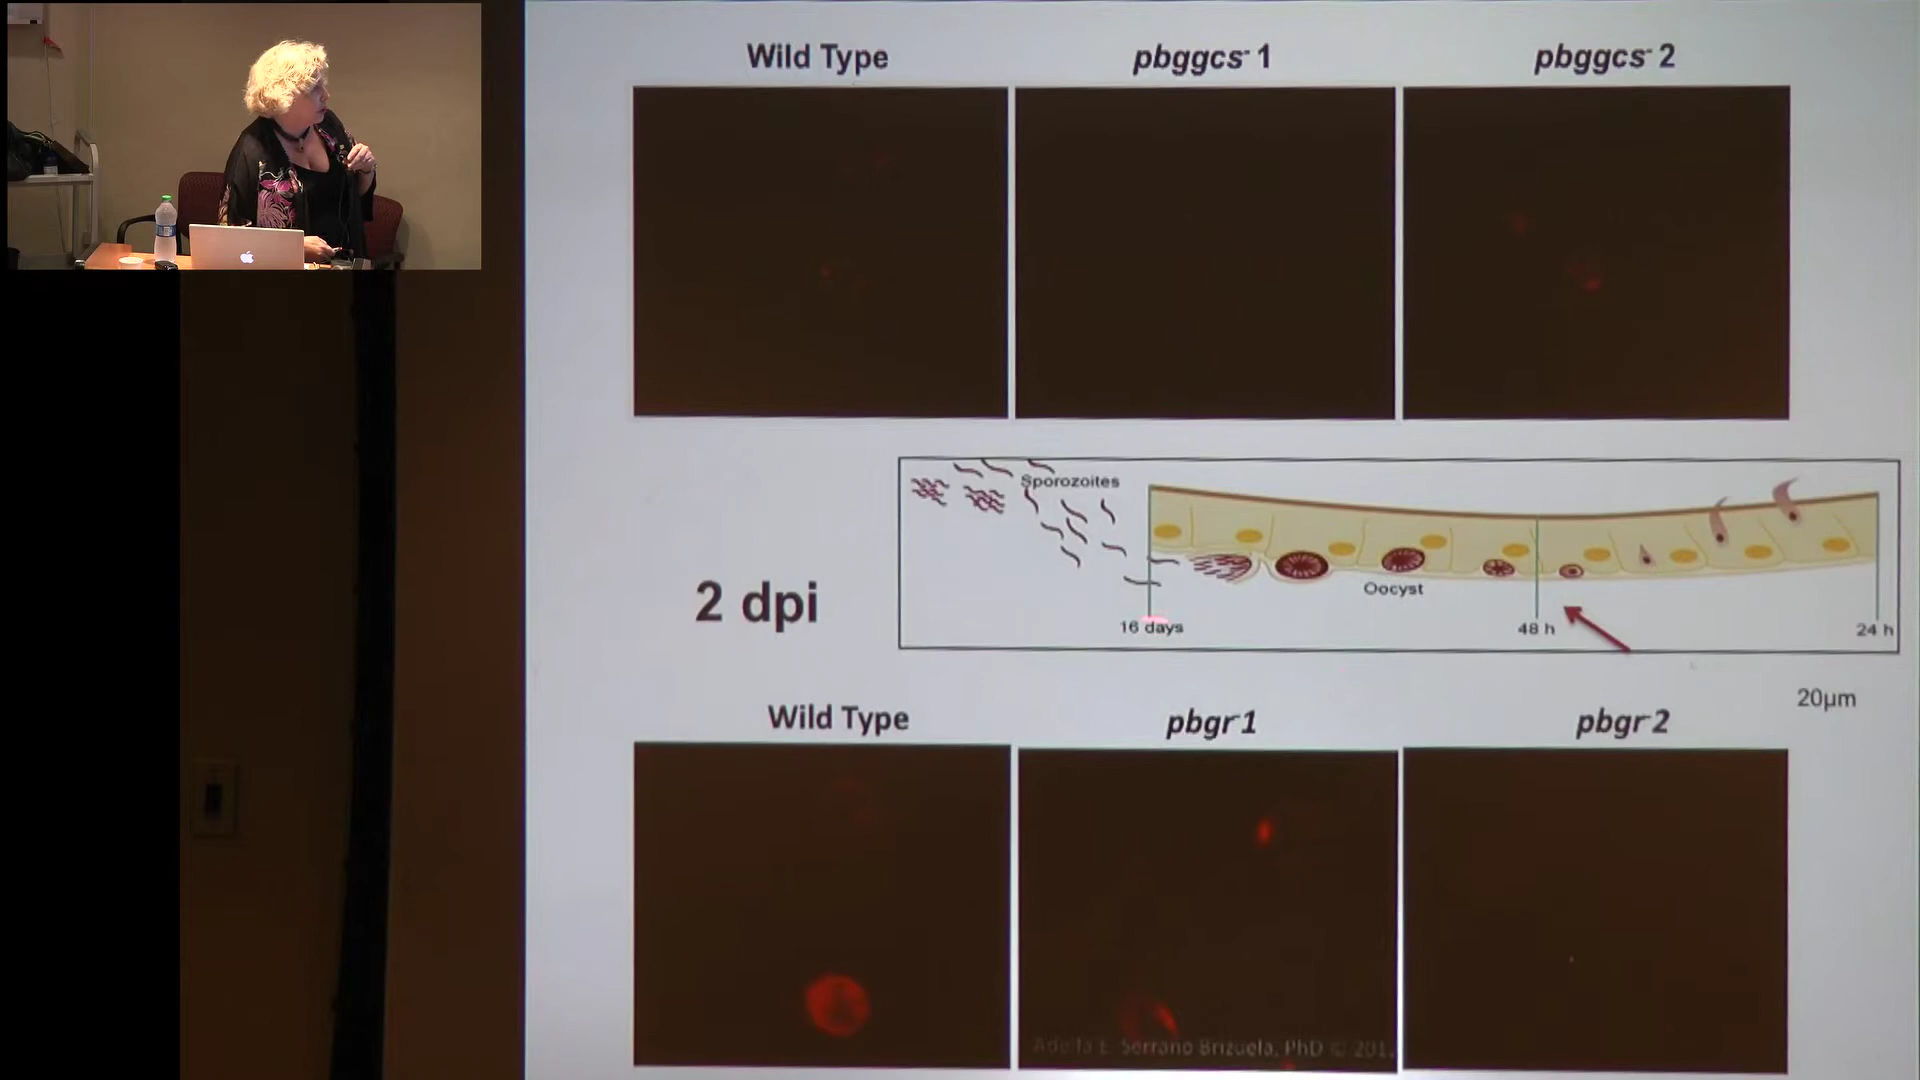 Wild Type
pbggcs- 1
pbggcs- 2
Sporozoites
Oocyst
2 dpi
16 days
48 h
24 h
20µm
Wild Type
pbgr-1
pbgr-2
Adelfa E. Serrano Brizuela, PhD © 201